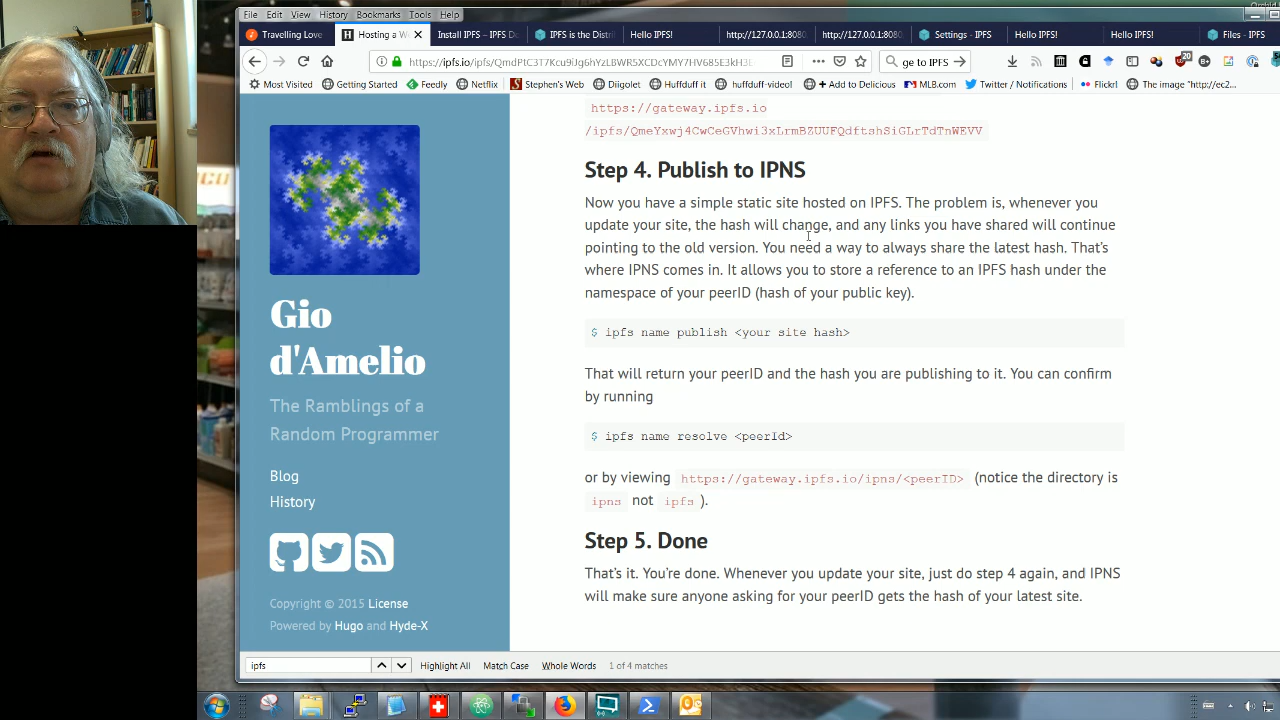 File Edit View History Bookmarks Tools Help
Travelling Love
Hosting a W
Install IPFS – IPFS Do
IPFS is the Distri
Hello IPFS!
http://127.0.0.1:8080
http://127.0.0.1:8080.
Settings - IPFS
Hello IPFS!
Hello IPFS!
Files - IPFS
ge to IPFS
Most Visited
Getting Started
Feedly
Netflix
Stephen's Web
Diigolet
Huffduff it
huffduff-video!
+ Add to Delicious
MLB.com
Twitter / Notifications
Flickr!
The image "http://ec2...
https://gateway.ipfs.io
/ipfs/QmeYxwj4CwCeGVhwi3xLrmBZUUFQdftshSiGLrTdTnWEVV
Step 4. Publish to IPNS
Now you have a simple static site hosted on IPFS. The problem is, whenever you
update your site, the hash will change, and any links you have shared will continue
pointing to the old version. You need a way to always share the latest hash. That's
where IPNS comes in. It allows you to store a reference to an IPFS hash under the
namespace of your peerID (hash of your public key).
$ ipfs name publish <your site hash>
That will return your peerID and the hash you are publishing to it. You can confirm
by running
$ ipfs name resolve <peerId>
or by viewing https://gateway.ipfs.io/ipns/<peerID> (notice the directory is
ipns not ipfs ).
Step 5. Done
That's it. You're done. Whenever you update your site, just do step 4 again, and IPNS
will make sure anyone asking for your peerID gets the hash of your latest site.
Gio
d'Amelio
The Ramblings of a
Random Programmer
Blog
History
Copyright © 2015 License
Powered by Hugo and Hyde-X
ipfs
Highlight All
Match Case
Whole Words
1 of 4 matches